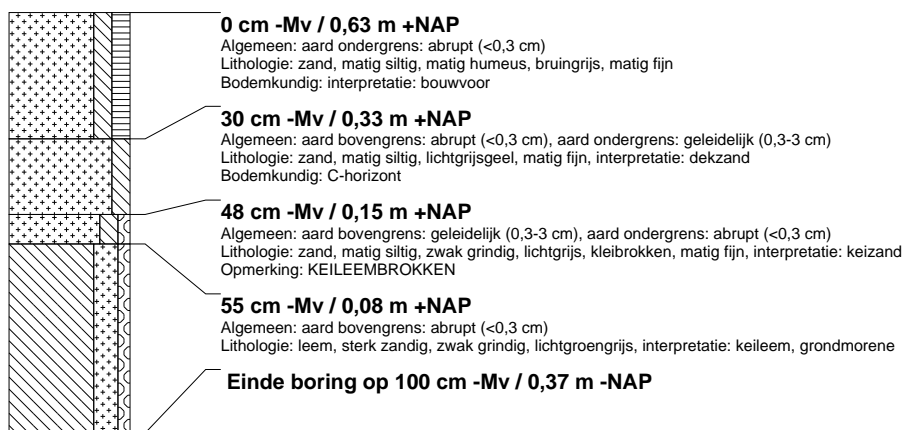 0 cm -Mv / 0,63 m +NAP
Algemeen: aard ondergrens: abrupt (<0,3 cm)
Lithologie: zand, matig siltig, matig humeus, bruingrijs, matig fijn
Bodemkundig: interpretatie: bouwvoor
30 cm -Mv / 0,33 m +NAP
Algemeen: aard bovengrens: abrupt (<0,3 cm), aard ondergrens: geleidelijk (0,3-3 cm)
Lithologie: zand, matig siltig, lichtgrijsgeel, matig fijn, interpretatie: dekzand
Bodemkundig: C-horizont
48 cm -Mv / 0,15 m +NAP
Algemeen: aard bovengrens: geleidelijk (0,3-3 cm), aard ondergrens: abrupt (<0,3 cm)
Lithologie: zand, matig siltig, zwak grindig, lichtgrijs, kleibrokken, matig fijn, interpretatie: keizand
Opmerking: KEILEEMBROKKEN
55 cm -Mv / 0,08 m +NAP
Algemeen: aard bovengrens: abrupt (<0,3 cm)
Lithologie: leem, sterk zandig, zwak grindig, lichtgroengrijs, interpretatie: keileem, grondmorene
Einde boring op 100 cm -Mv / 0,37 m -NAP